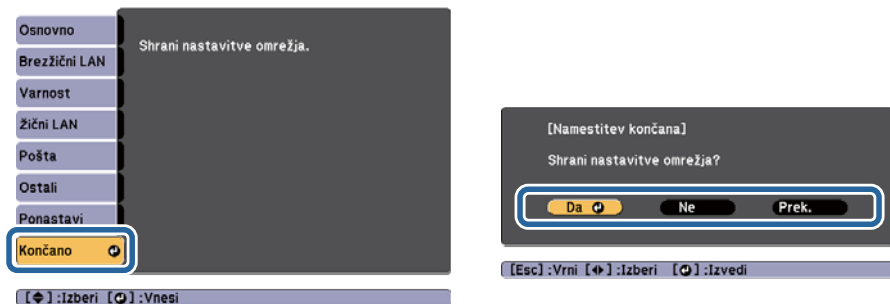 Osnovno
Brezžični LAN
Varnost
Žični LAN
Pošta
Ostali
Ponastavi
Končano
Shrani nastavitve omrežja.
[ ] :Izberi [ ] :Vnesi
[Namestitev končana]
Shrani nastavitve omrežja?
Da Ne Prek.
[Esc] :Vrni [ ] :Izberi [ ] :Izvedi